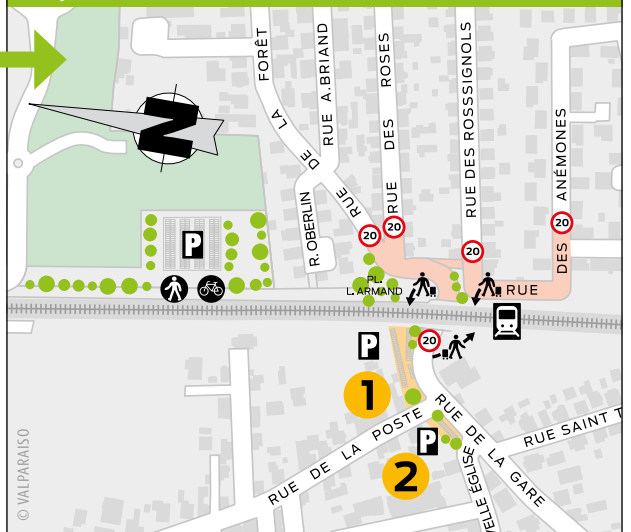 FORÊT
DE LA
RUE
RUE A.BRIAND
RUE DES ROSES
RUE DES ROSSSIGNOLS
DES ANÉMONES
RUE
R. OBERLIN
N
P
20
20
20
20
PL.
L. ARMAND
P
20
1
RUE DE LA POSTE
P
2
RUE DE LA GARE
RUE SAINT T
ELLE ÉGLISE
© VALPARAISO